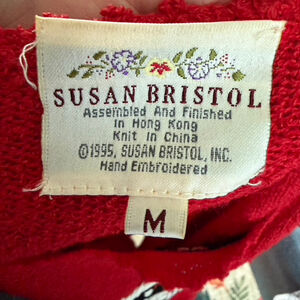 SUSAN BRISTOL
Assembled And Finished
In Hong Kong
Knit in China
©1995, SUSAN BRISTOL, INC.
Hand Embroidered
M